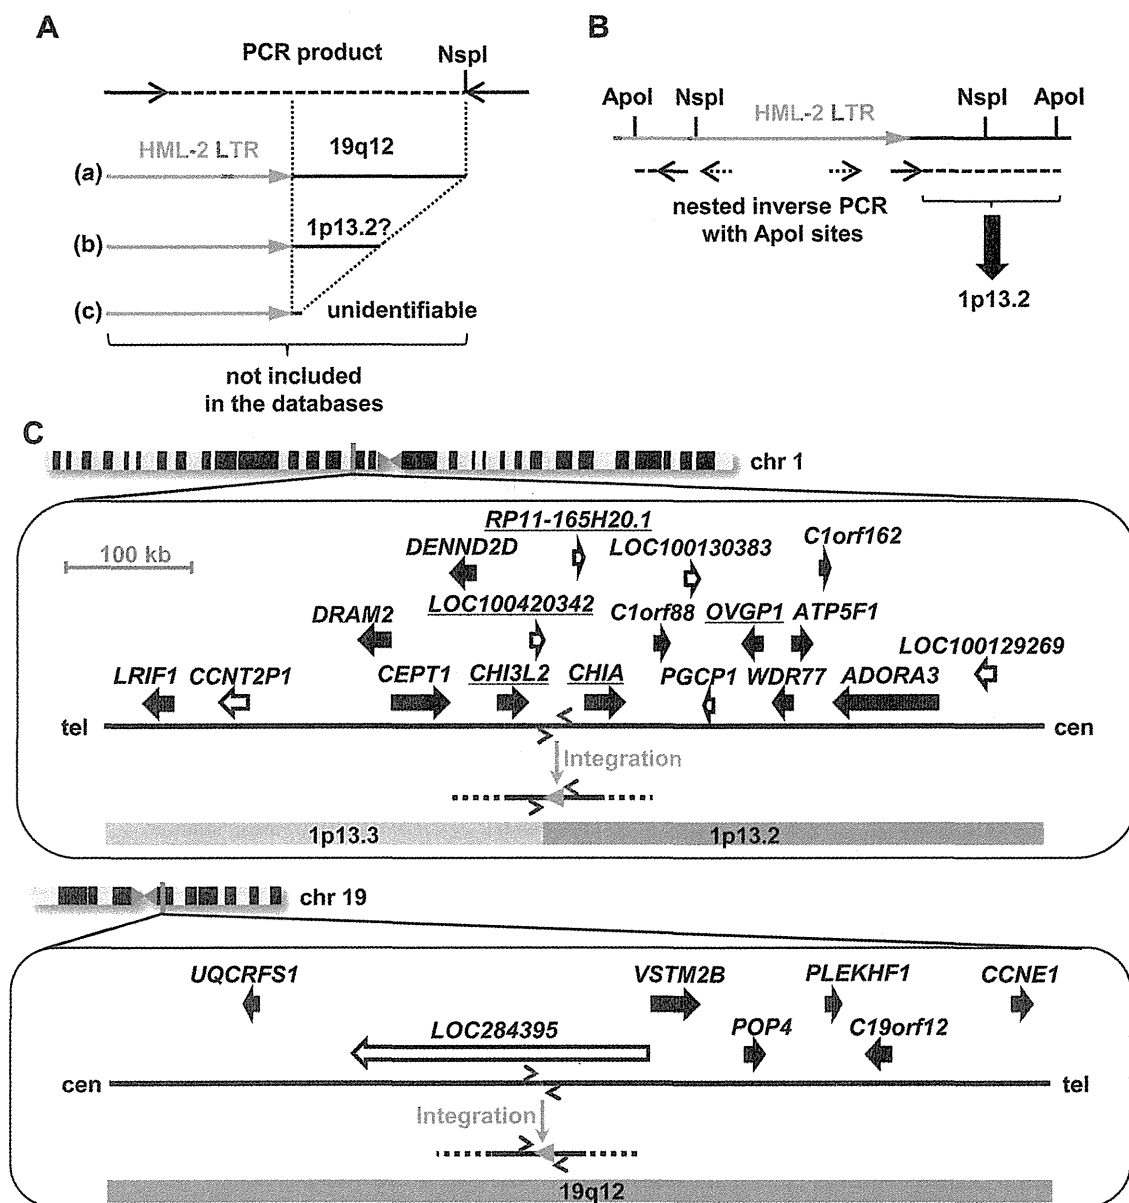 A
PCR product
NspI
HML-2 LTR
19q12
(a)
1p13.2?
(b)
(c)
unidentifiable
not included
in the databases
B
ApoI
NspI
HML-2 LTR
NspI
ApoI
nested inverse PCR
with ApoI sites
1p13.2
C
chr 1
100 kb
RP11-165H20.1
DENND2D
LOC100130383
C1orf162
DRAM2
LOC100420342
C1orf88
OVGP1
ATP5F1
LRIF1
CCNT2P1
CEPT1
CHI3L2
CHIA
PGCP1
WDR77
ADORA3
LOC100129269
tel
cen
Integration
1p13.3
1p13.2
chr 19
UQCRFS1
VSTM2B
PLEKHF1
CCNE1
LOC284395
POP4
C19orf12
cen
tel
Integration
19q12